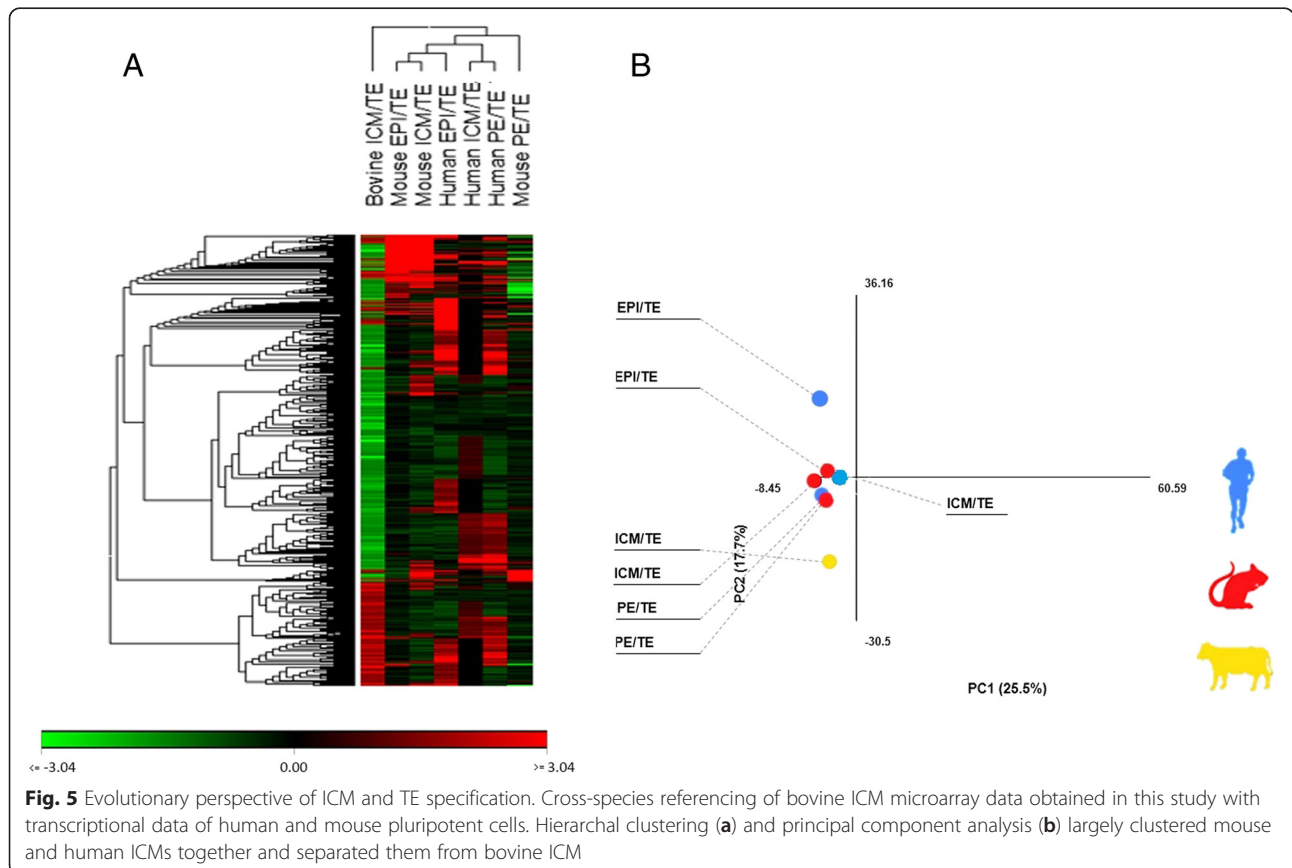 A
Bovine ICM/TE
Mouse EPI/TE
Mouse ICM/TE
Human EPI/TE
Human ICM/TE
Human PE/TE
Mouse PE/TE
<= -3.04
0.00
>= 3.04
B
36.16
EPI/TE
EPI/TE
-8.45
60.59
ICM/TE
ICM/TE
ICM/TE
PE/TE
PE/TE
PC2 (17.7%)
-30.5
PC1 (25.5%)
Fig. 5 Evolutionary perspective of ICM and TE specification. Cross-species referencing of bovine ICM microarray data obtained in this study with
transcriptional data of human and mouse pluripotent cells. Hierarchal clustering (a) and principal component analysis (b) largely clustered mouse
and human ICMs together and separated them from bovine ICM